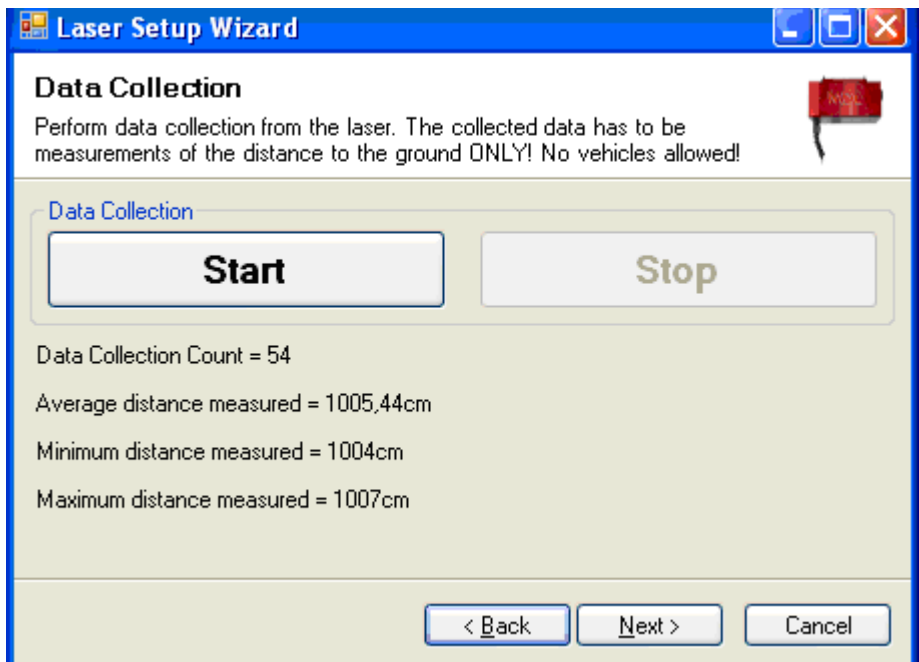 Laser Setup Wizard
Data Collection
Perform data collection from the laser. The collected data has to be
measurements of the distance to the ground ONLY! No vehicles allowed!
Data Collection
Start
Stop
Data Collection Count = 54
Average distance measured = 1005,44cm
Minimum distance measured = 1004cm
Maximum distance measured = 1007cm
< Back
Next >
Cancel